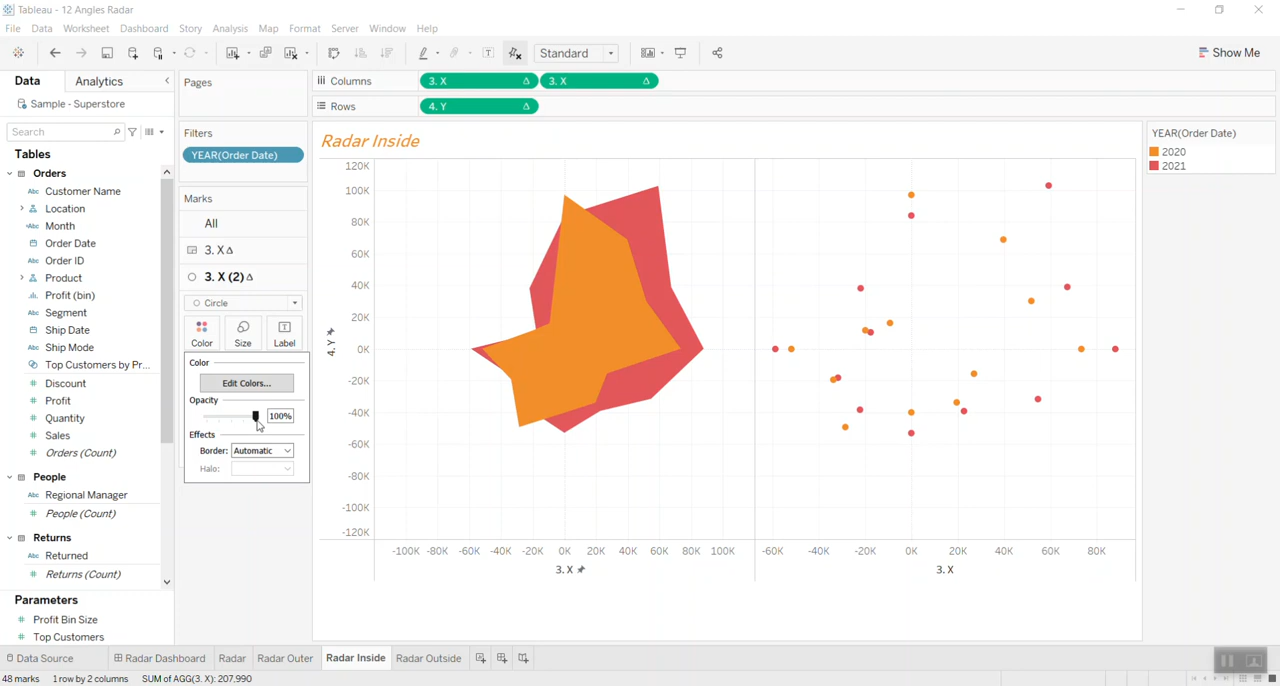 Tableau - 12 Angles Radar
File Data Worksheet Dashboard Story Analysis Map Format Server Window Help
Standard
Show Me
Data Analytics
Sample - Superstore
Search
Tables
Orders
Abc Customer Name
Location
Abc Month
Order Date
Abc Order ID
Product
Profit (bin)
Abc Segment
Ship Date
Abc Ship Mode
Top Customers by Pr...
# Discount
# Profit
# Quantity
# Sales
# Orders (Count)
People
Abc Regional Manager
# People (Count)
Returns
Abc Returned
# Returns (Count)
Parameters
# Profit Bin Size
# Top Customers
Pages
Filters
YEAR(Order Date)
Marks
All
3. X Δ
3. X (2) Δ
Circle
Color Size Label
Color
Edit Colors...
Opacity
100%
Effects
Border: Automatic
Halo:
Columns 3. X Δ 3. X Δ
Rows 4. Y Δ
Radar Inside
120K
100K
80K
60K
40K
20K
0K
-20K
-40K
-60K
-80K
-100K
-120K
4. Y
-100K -80K -60K -40K -20K 0K 20K 40K 60K 80K 100K
3. X
-60K -40K -20K 0K 20K 40K 60K 80K
3. X
YEAR(Order Date)
2020
2021
Data Source Radar Dashboard Radar Radar Outer Radar Inside Radar Outside
48 marks 1 row by 2 columns SUM of AGG(3. X): 207,990